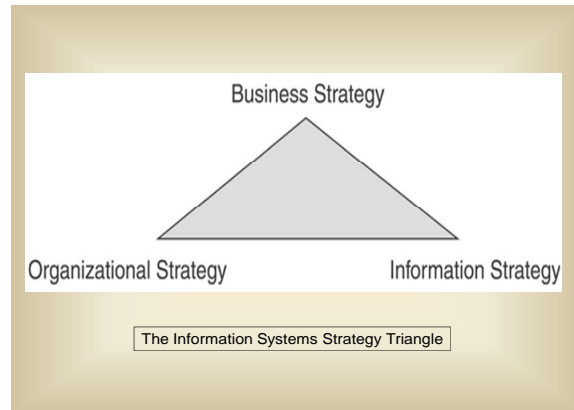 Business Strategy
Organizational Strategy
Information Strategy
The Information Systems Strategy Triangle